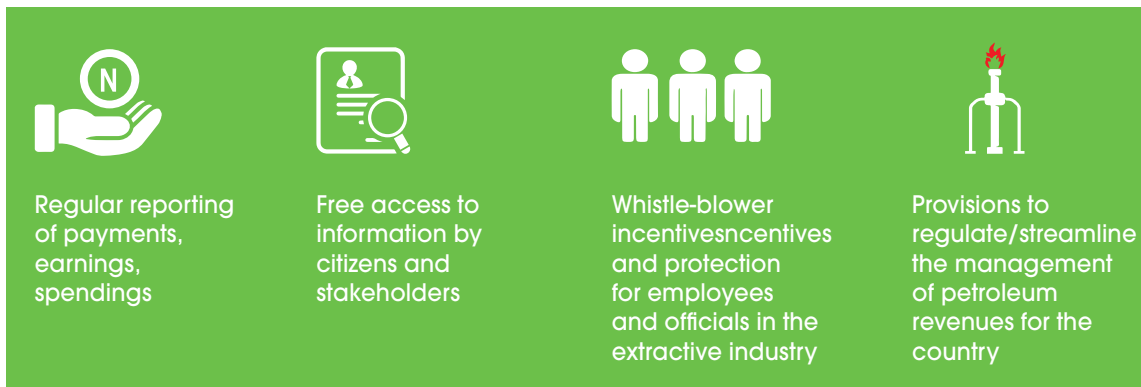 N
Regular reporting
of payments,
earnings,
spendings
Free access to
information by
citizens and
stakeholders
Whistle-blower
incentivesncentives
and protection
for employees
and officials in the
extractive industry
Provisions to
regulate/streamline
the management
of petroleum
revenues for the
country